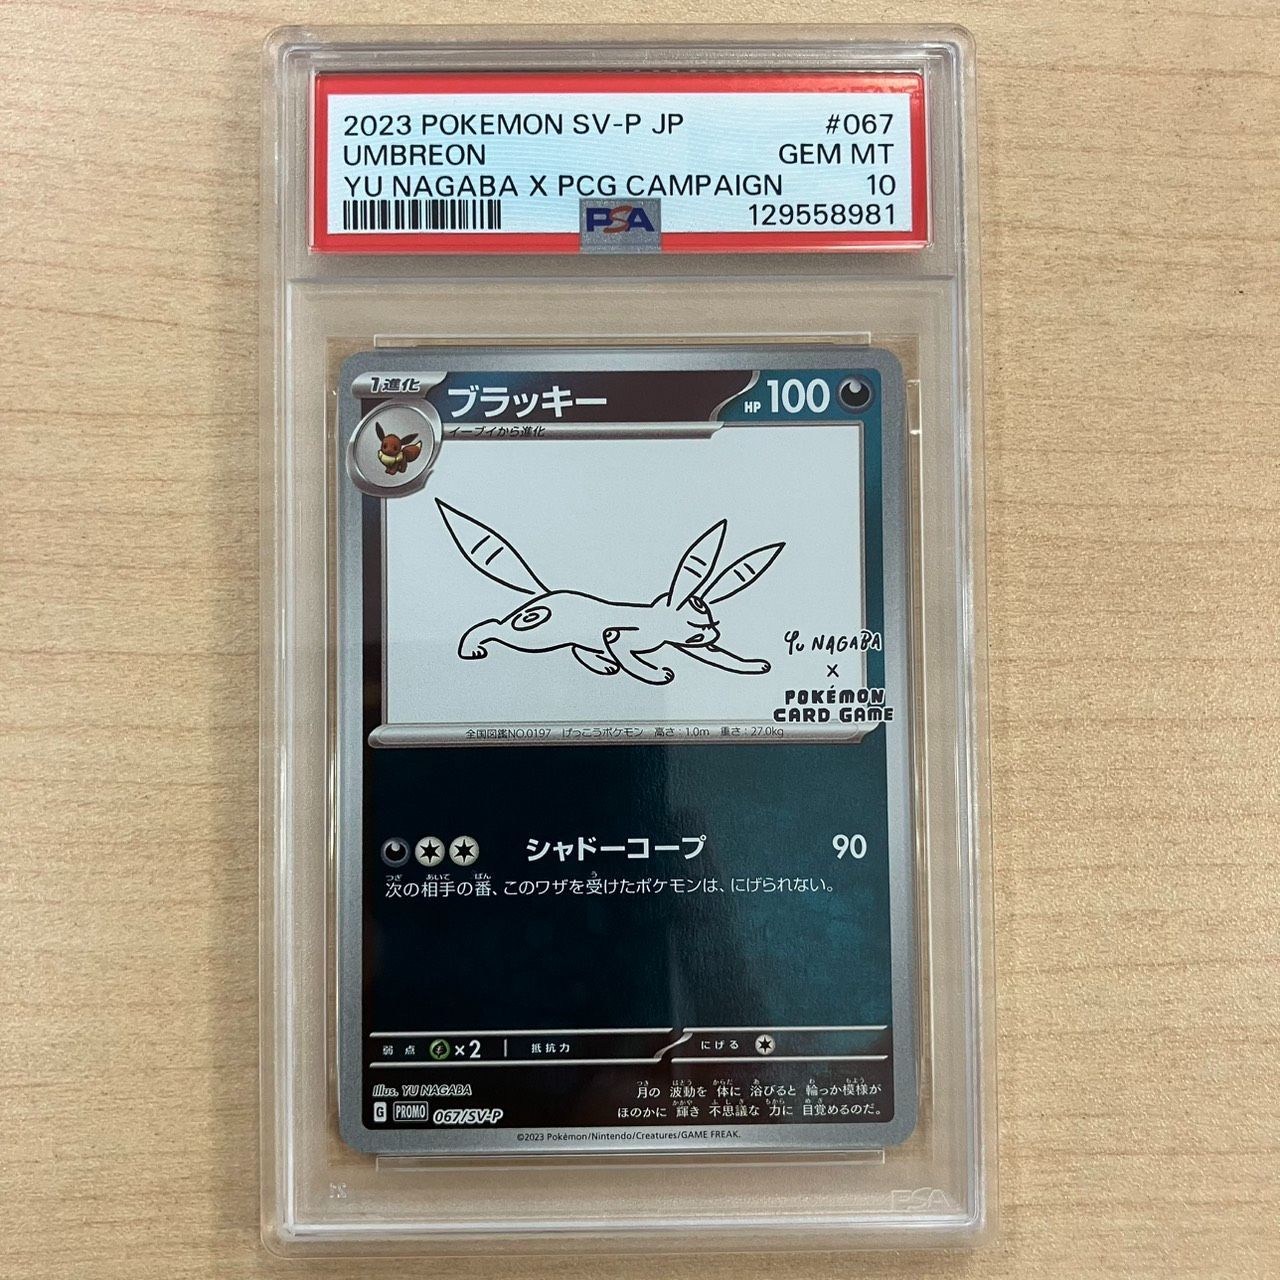 2023 POKEMON SV-P JP #067
UMBREON GEM MT
YU NAGABA X PCG CAMPAIGN 10
PSA 129558981
1進化 ブラッキー HP 100
イーブイから進化
Yu NAGABA
×
POKÉMON
CARD GAME
全国図鑑NO.0197 げっこうポケモン 高さ:1.0m 重さ:27.0kg
シャドーコープ 90
次の相手の番、このワザを受けたポケモンは、にげられない。
弱点 ×2 抵抗力 にげる
Illus. YU NAGABA
月の波動を体に浴びると輪っか模様が
ほのかに輝き不思議な力に目覚めるのだ。
G PROMO 067/SV-P
©2023 Pokémon/Nintendo/Creatures/GAME FREAK.
PSA